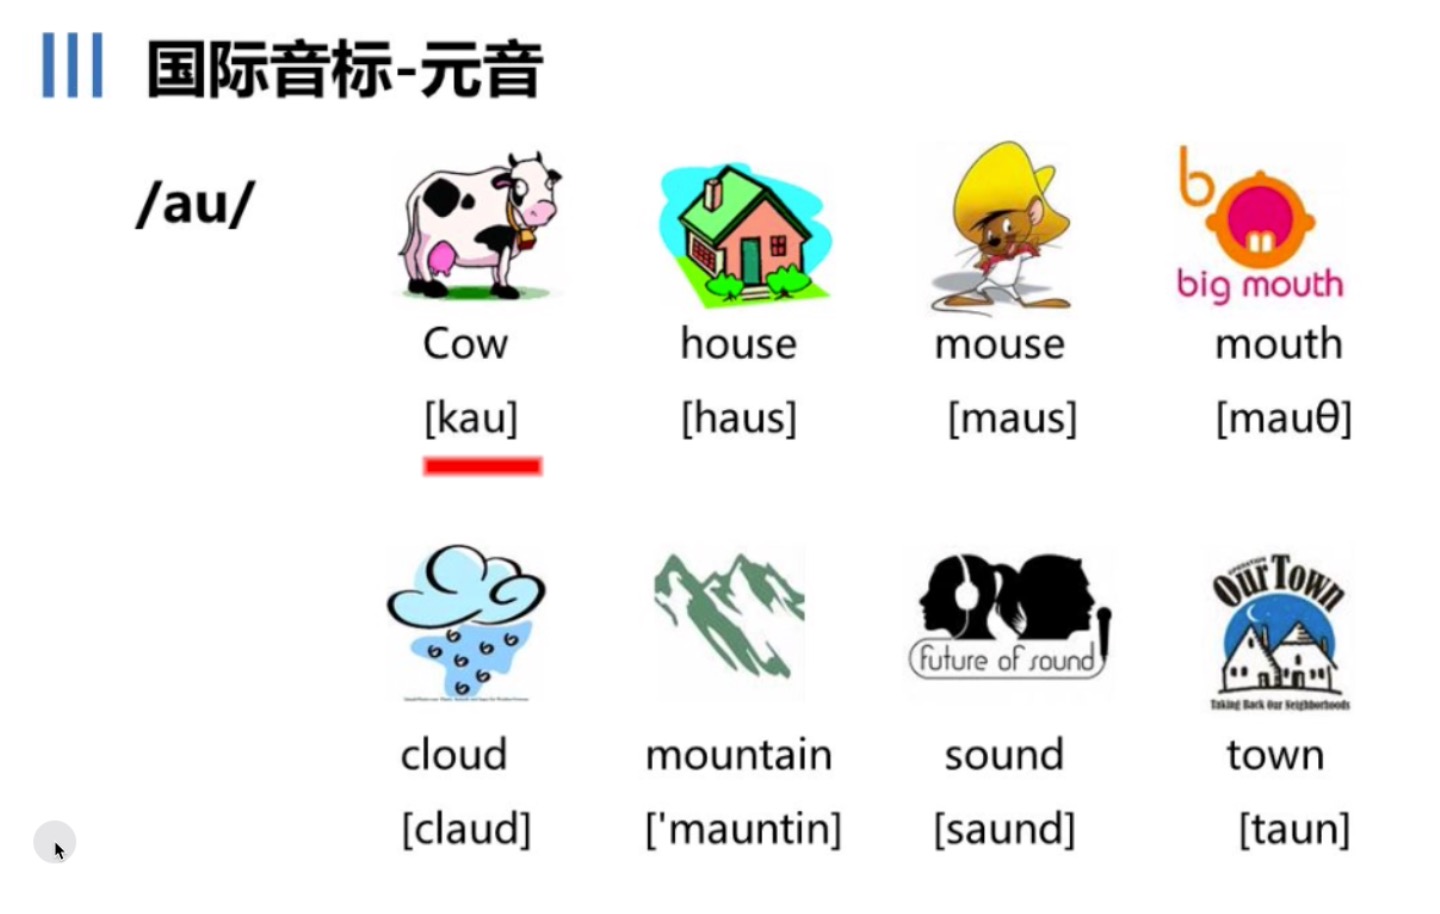 国际音标-元音
/au/
b
big mouth
Cow
house
mouse
mouth
[kau]
[haus]
[maus]
[mauθ]
future of sound
Our Town
Taking Back Our Neighborhoods
cloud
mountain
sound
town
[claud]
['mauntin]
[saund]
[taun]